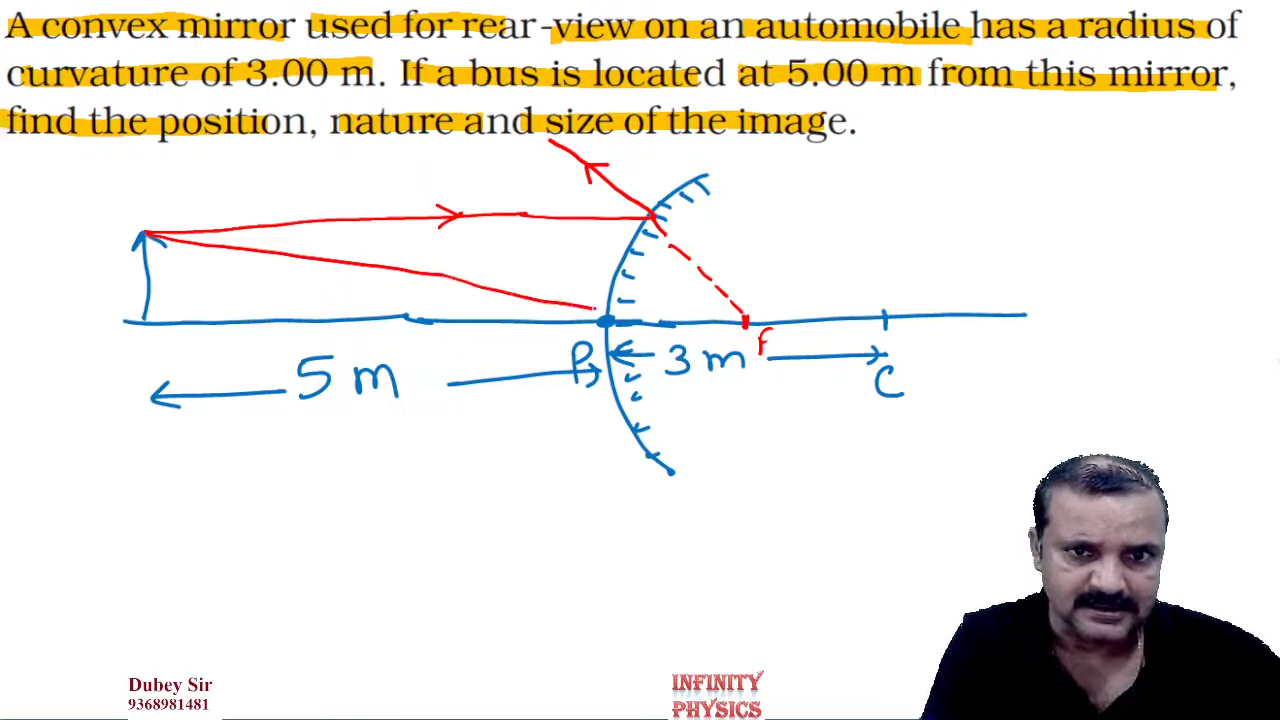 A convex mirror used for rear-view on an automobile has a radius of
curvature of 3.00 m. If a bus is located at 5.00 m from this mirror,
find the position, nature and size of the image.
P
3 m
F
5 m
C
Dubey Sir
9368981481
INFINITY
PHYSICS